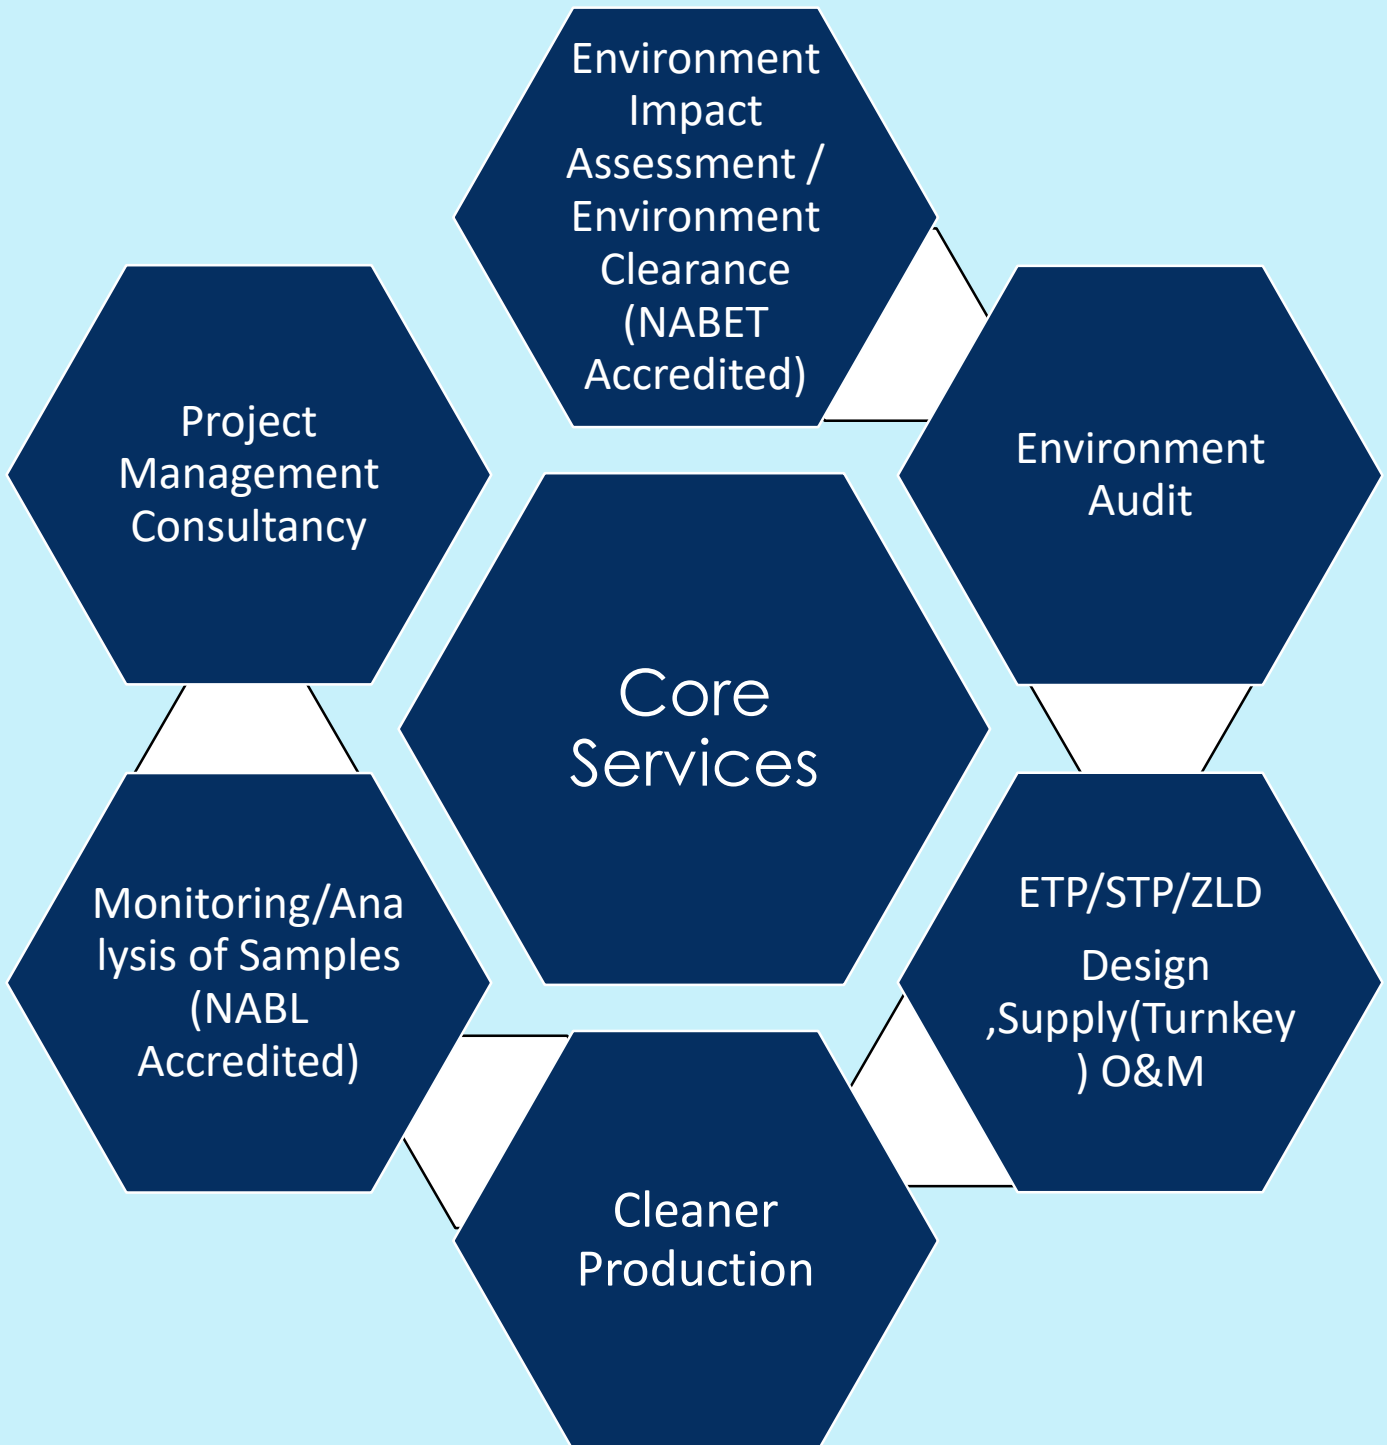 Environment
Impact
Assessment /
Environment
Clearance
(NABET
Accredited)
Project
Management
Consultancy
Environment
Audit
Core
Services
Monitoring/Ana
lysis of Samples
(NABL
Accredited)
ETP/STP/ZLD
Design
,Supply(Turnkey
) O&M
Cleaner
Production